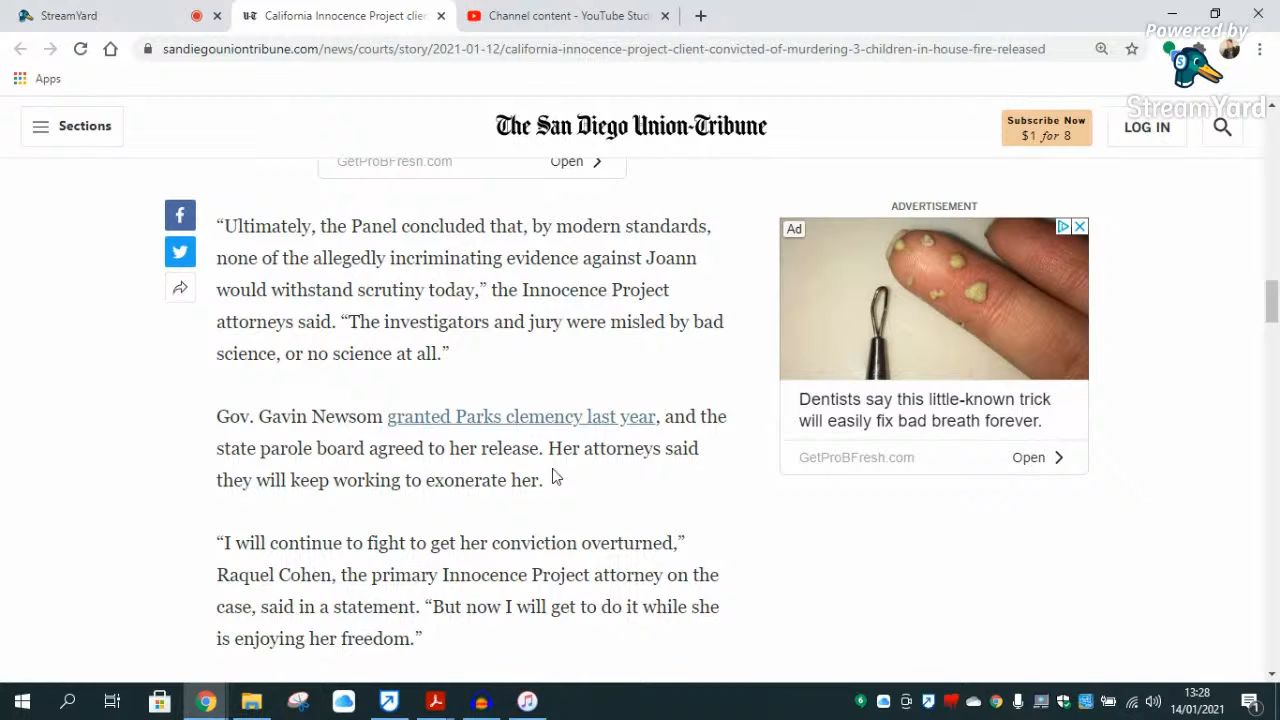 StreamYard
California Innocence Project clie
Channel content - YouTube Stud
Powered by
StreamYard
sandiegouniontribune.com/news/courts/story/2021-01-12/california-innocence-project-client-convicted-of-murdering-3-children-in-house-fire-released
Apps
Sections
The San Diego Union-Tribune
Subscribe Now
$1 for 8
LOG IN
GetProBFresh.com
Open
“Ultimately, the Panel concluded that, by modern standards,
none of the allegedly incriminating evidence against Joann
would withstand scrutiny today,” the Innocence Project
attorneys said. “The investigators and jury were misled by bad
science, or no science at all.”
Gov. Gavin Newsom granted Parks clemency last year, and the
state parole board agreed to her release. Her attorneys said
they will keep working to exonerate her.
“I will continue to fight to get her conviction overturned,”
Raquel Cohen, the primary Innocence Project attorney on the
case, said in a statement. “But now I will get to do it while she
is enjoying her freedom.”
ADVERTISEMENT
Ad
Dentists say this little-known trick
will easily fix bad breath forever.
GetProBFresh.com
Open
13:28
14/01/2021